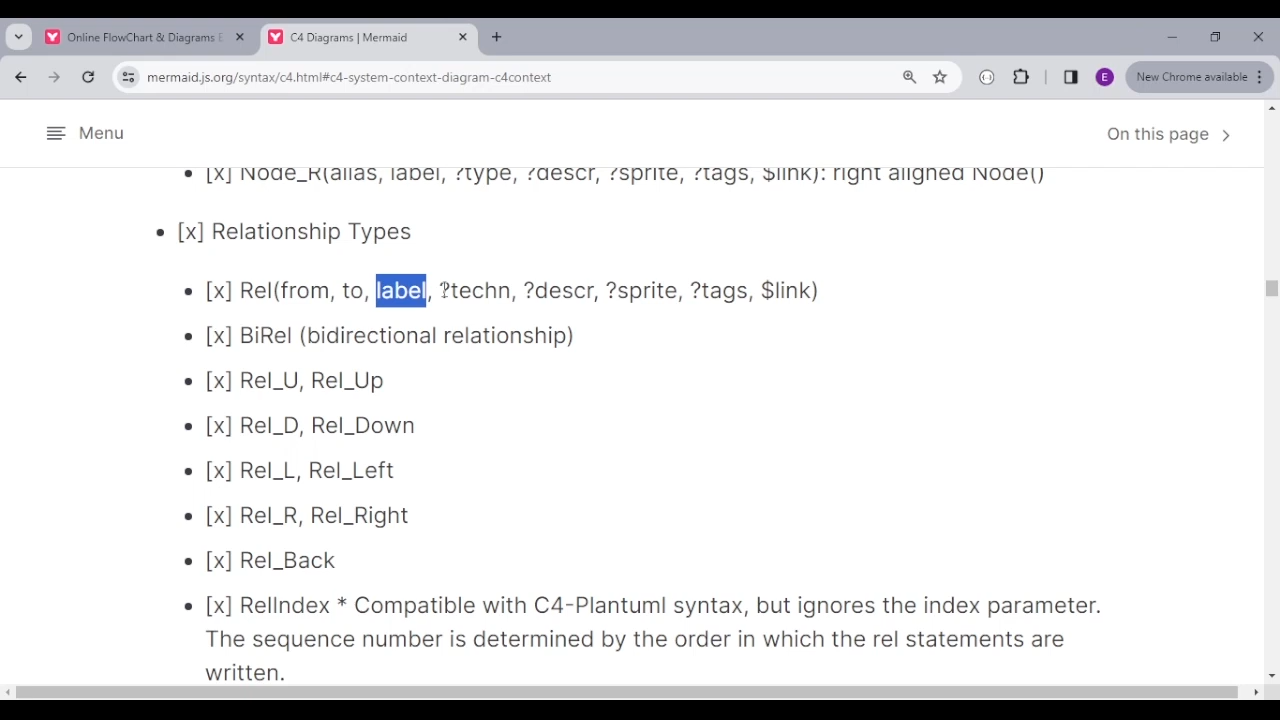 Online FlowChart & Diagrams E
C4 Diagrams | Mermaid
mermaid.js.org/syntax/c4.html#c4-system-context-diagram-c4context
E
New Chrome available
Menu
On this page
[x] Node_R(alias, label, ?type, ?descr, ?sprite, ?tags, $link): right aligned Node()
[x] Relationship Types
[x] Rel(from, to, label, ?techn, ?descr, ?sprite, ?tags, $link)
[x] BiRel (bidirectional relationship)
[x] Rel_U, Rel_Up
[x] Rel_D, Rel_Down
[x] Rel_L, Rel_Left
[x] Rel_R, Rel_Right
[x] Rel_Back
[x] RelIndex * Compatible with C4-Plantuml syntax, but ignores the index parameter.
The sequence number is determined by the order in which the rel statements are
written.